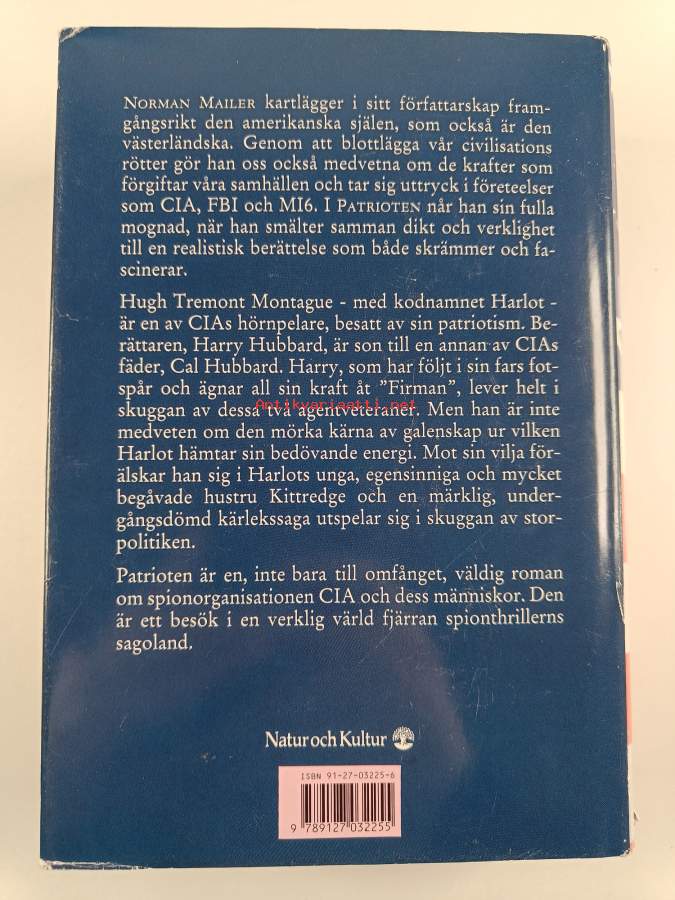 NORMAN MAILER kartlägger i sitt författarskap fram-
gångsrikt den amerikanska själen, som också är den
västerländska. Genom att blottlägga vår civilisations
rötter gör han oss också medvetna om de krafter som
förgiftar våra samhällen och tar sig uttryck i företeelser
som CIA, FBI och MI6. I PATRIOTEN når han sin fulla
mognad, när han smälter samman dikt och verklighet
till en realistisk berättelse som både skrämmer och fa-
scinerar.
Hugh Tremont Montague - med kodnamnet Harlot -
är en av CIAs hörnpelare, besatt av sin patriotism. Be-
rättaren, Harry Hubbard, är son till en annan av CIAs
fäder, Cal Hubbard. Harry, som har följt i sin fars fot-
spår och ägnar all sin kraft åt ”Firman”, lever helt i
Antikvariaatti.net
skuggan av dessa två agentveteraner. Men han är inte
medveten om den mörka kärna av galenskap ur vilken
Harlot hämtar sin bedövande energi. Mot sin vilja för-
älskar han sig i Harlots unga, egensinniga och mycket
begåvade hustru Kittredge och en märklig, under-
gångsdömd kärlekssaga utspelar sig i skuggan av stor-
politiken.
Patrioten är en, inte bara till omfånget, väldig roman
om spionorganisationen CIA och dess människor. Den
är ett besök i en verklig värld fjärran spionthrillerns
sagoland.
Natur och Kultur
ISBN 91-27-03225-6
9 789127 032255